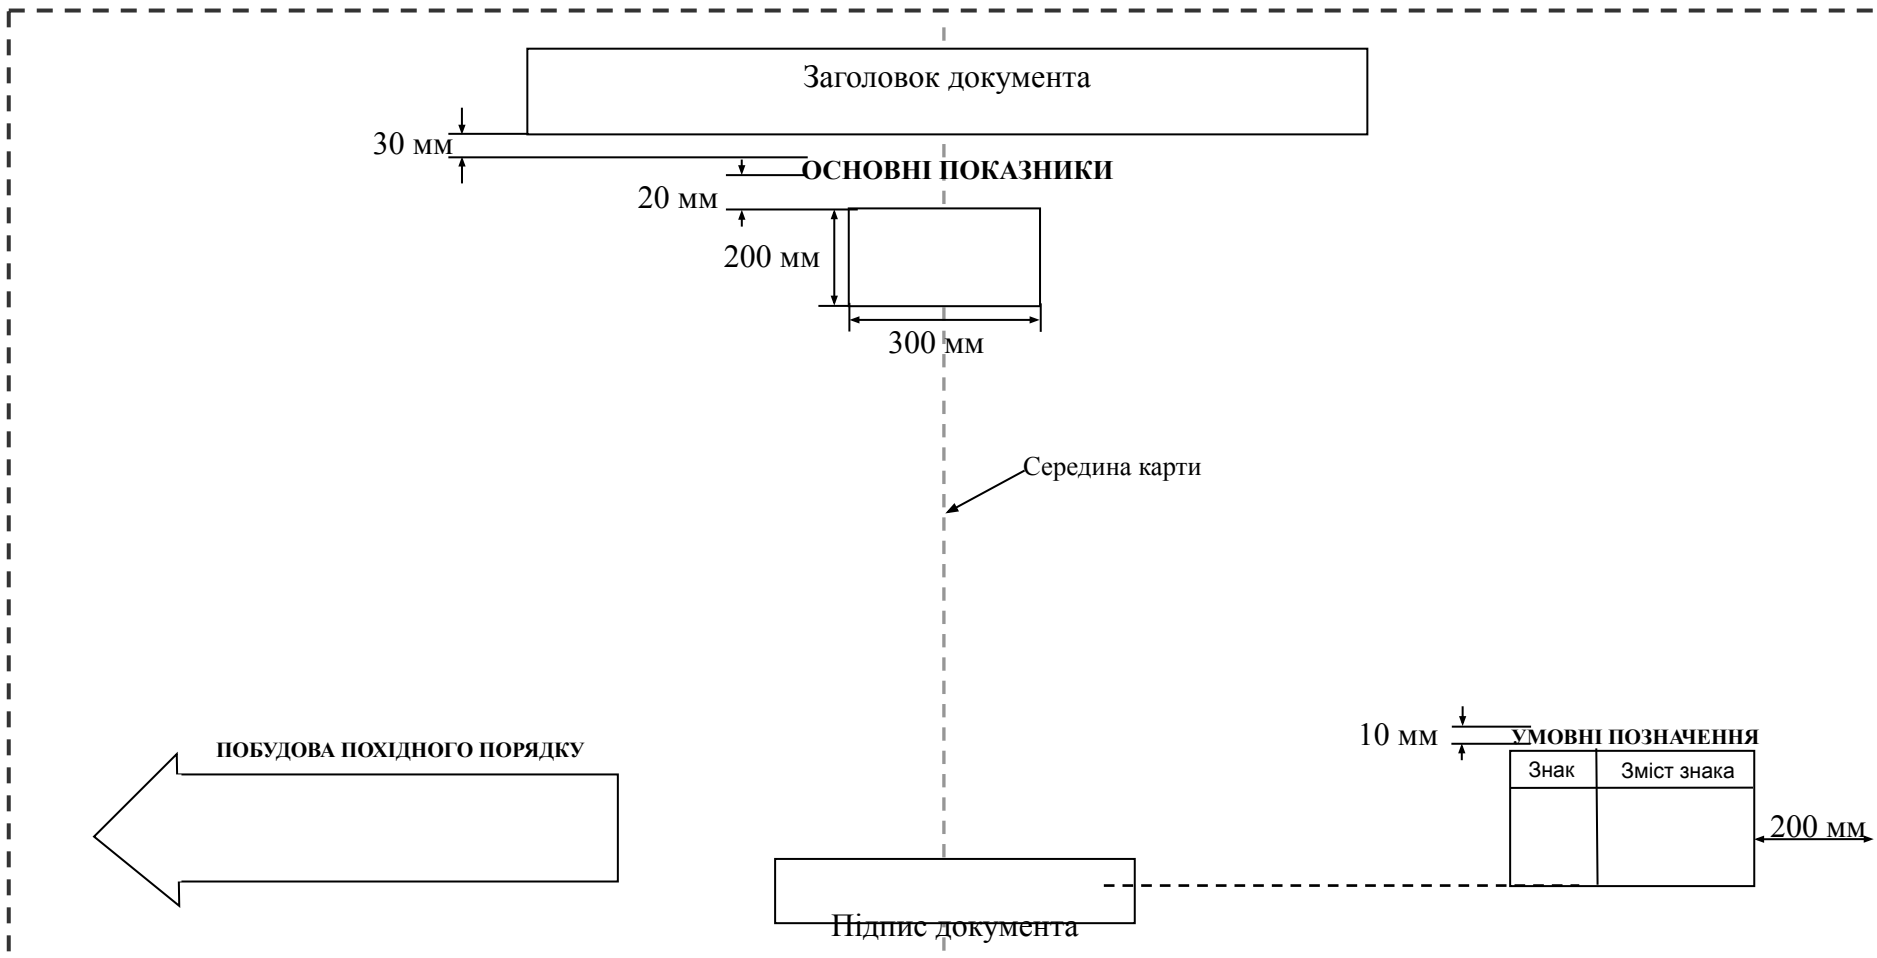 Заголовок документа
30 мм
ОСНОВНІ ПОКАЗНИКИ
20 мм
200 мм
300 мм
Середина карти
10 мм
УМОВНІ ПОЗНАЧЕННЯ
ПОБУДОВА ПОХІДНОГО ПОРЯДКУ
Знак Зміст знака
200 мм
Підпис документа